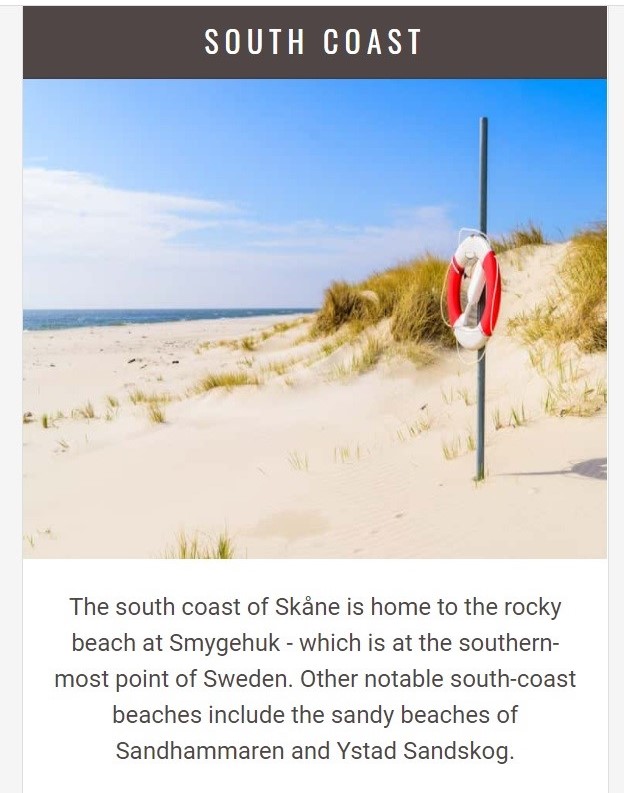 SOUTH COAST
The south coast of Skåne is home to the rocky
beach at Smygehuk - which is at the southern-
most point of Sweden. Other notable south-coast
beaches include the sandy beaches of
Sandhammaren and Ystad Sandskog.